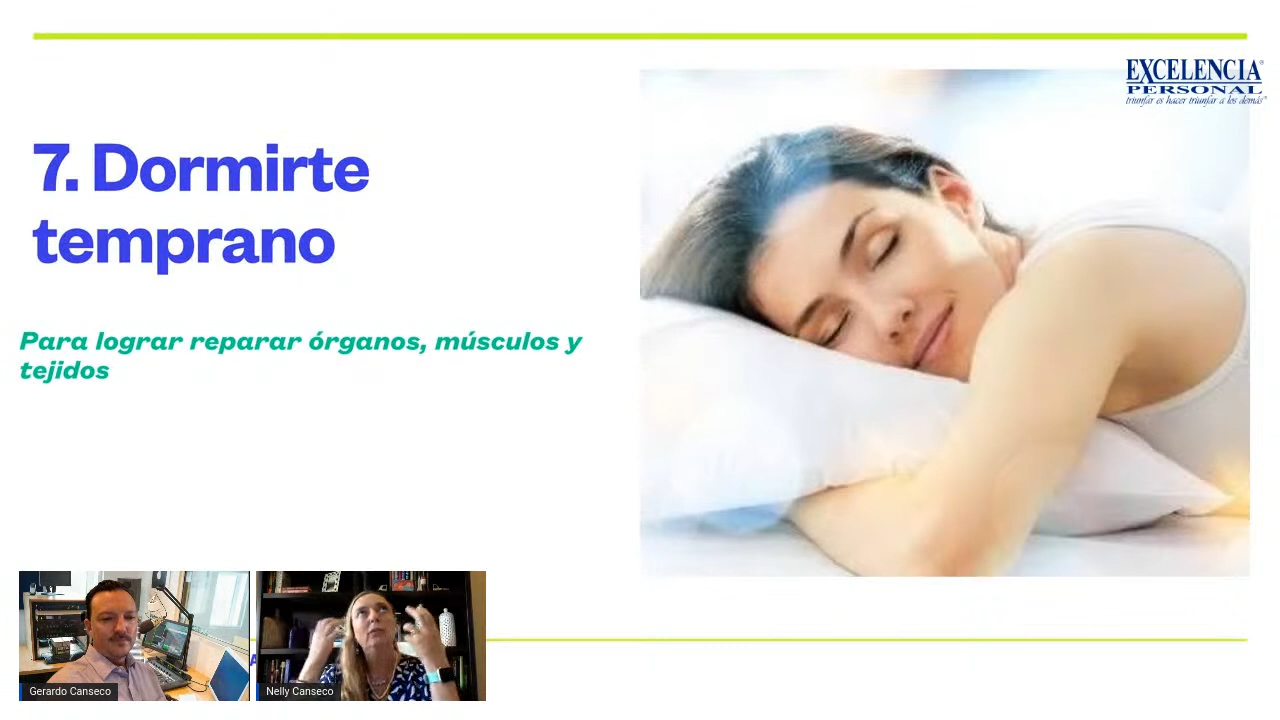 EXCELENCIA®
PERSONAL
triunfar es hacer triunfar a los demás®
7. Dormirte
temprano
Para lograr reparar órganos, músculos y
tejidos
Gerardo Canseco
Nelly Canseco